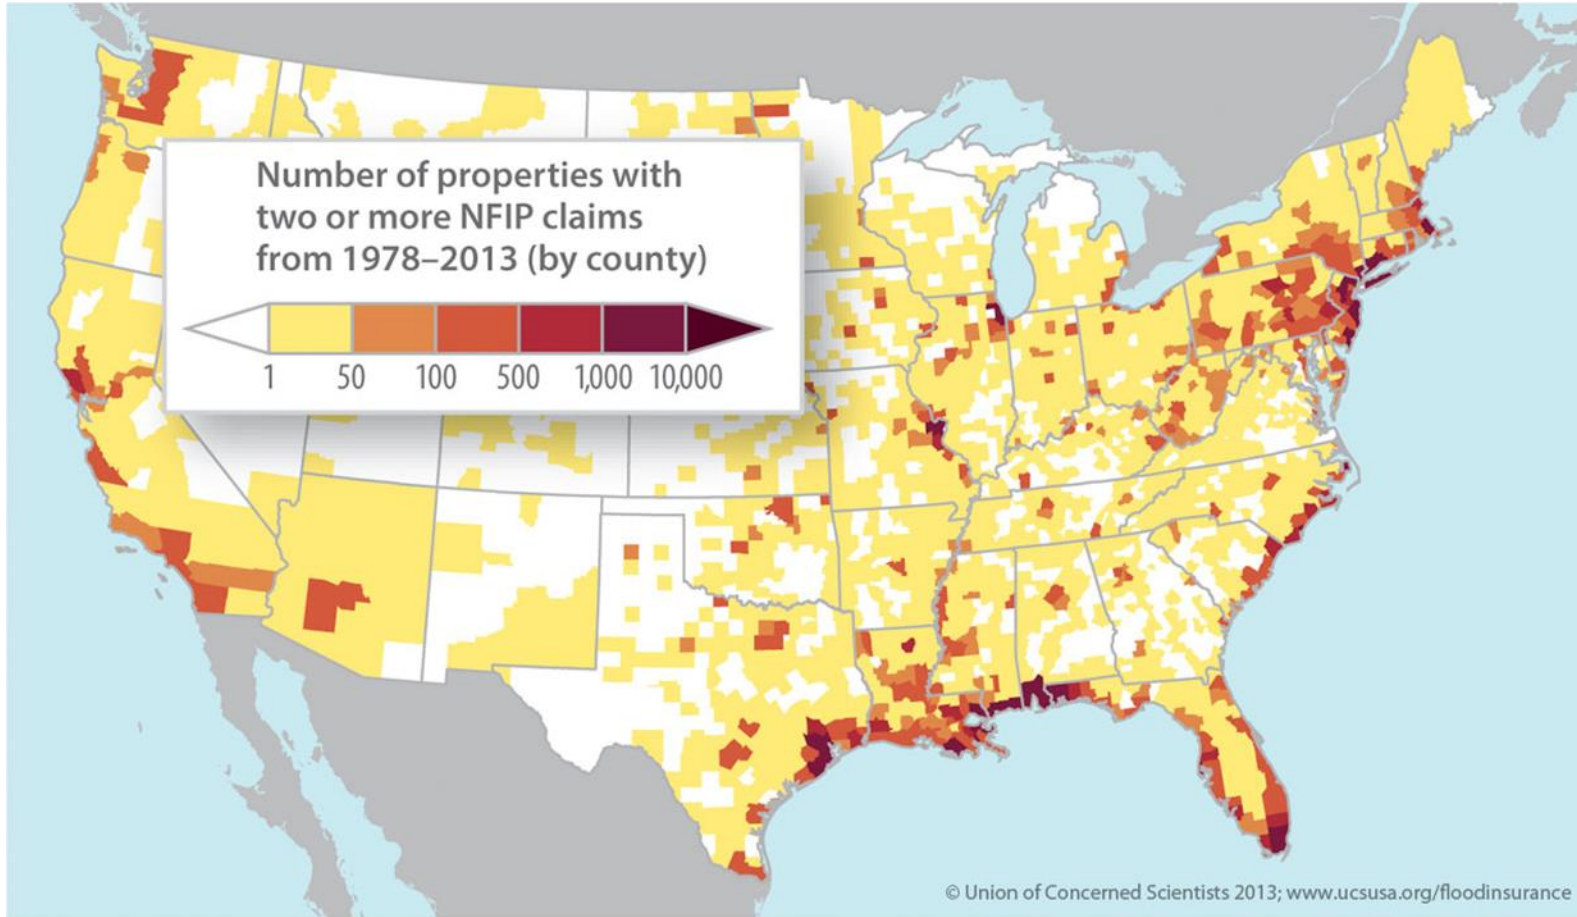 Number of properties with
two or more NFIP claims
from 1978–2013 (by county)
1 50 100 500 1,000 10,000
© Union of Concerned Scientists 2013; www.ucsusa.org/floodinsurance